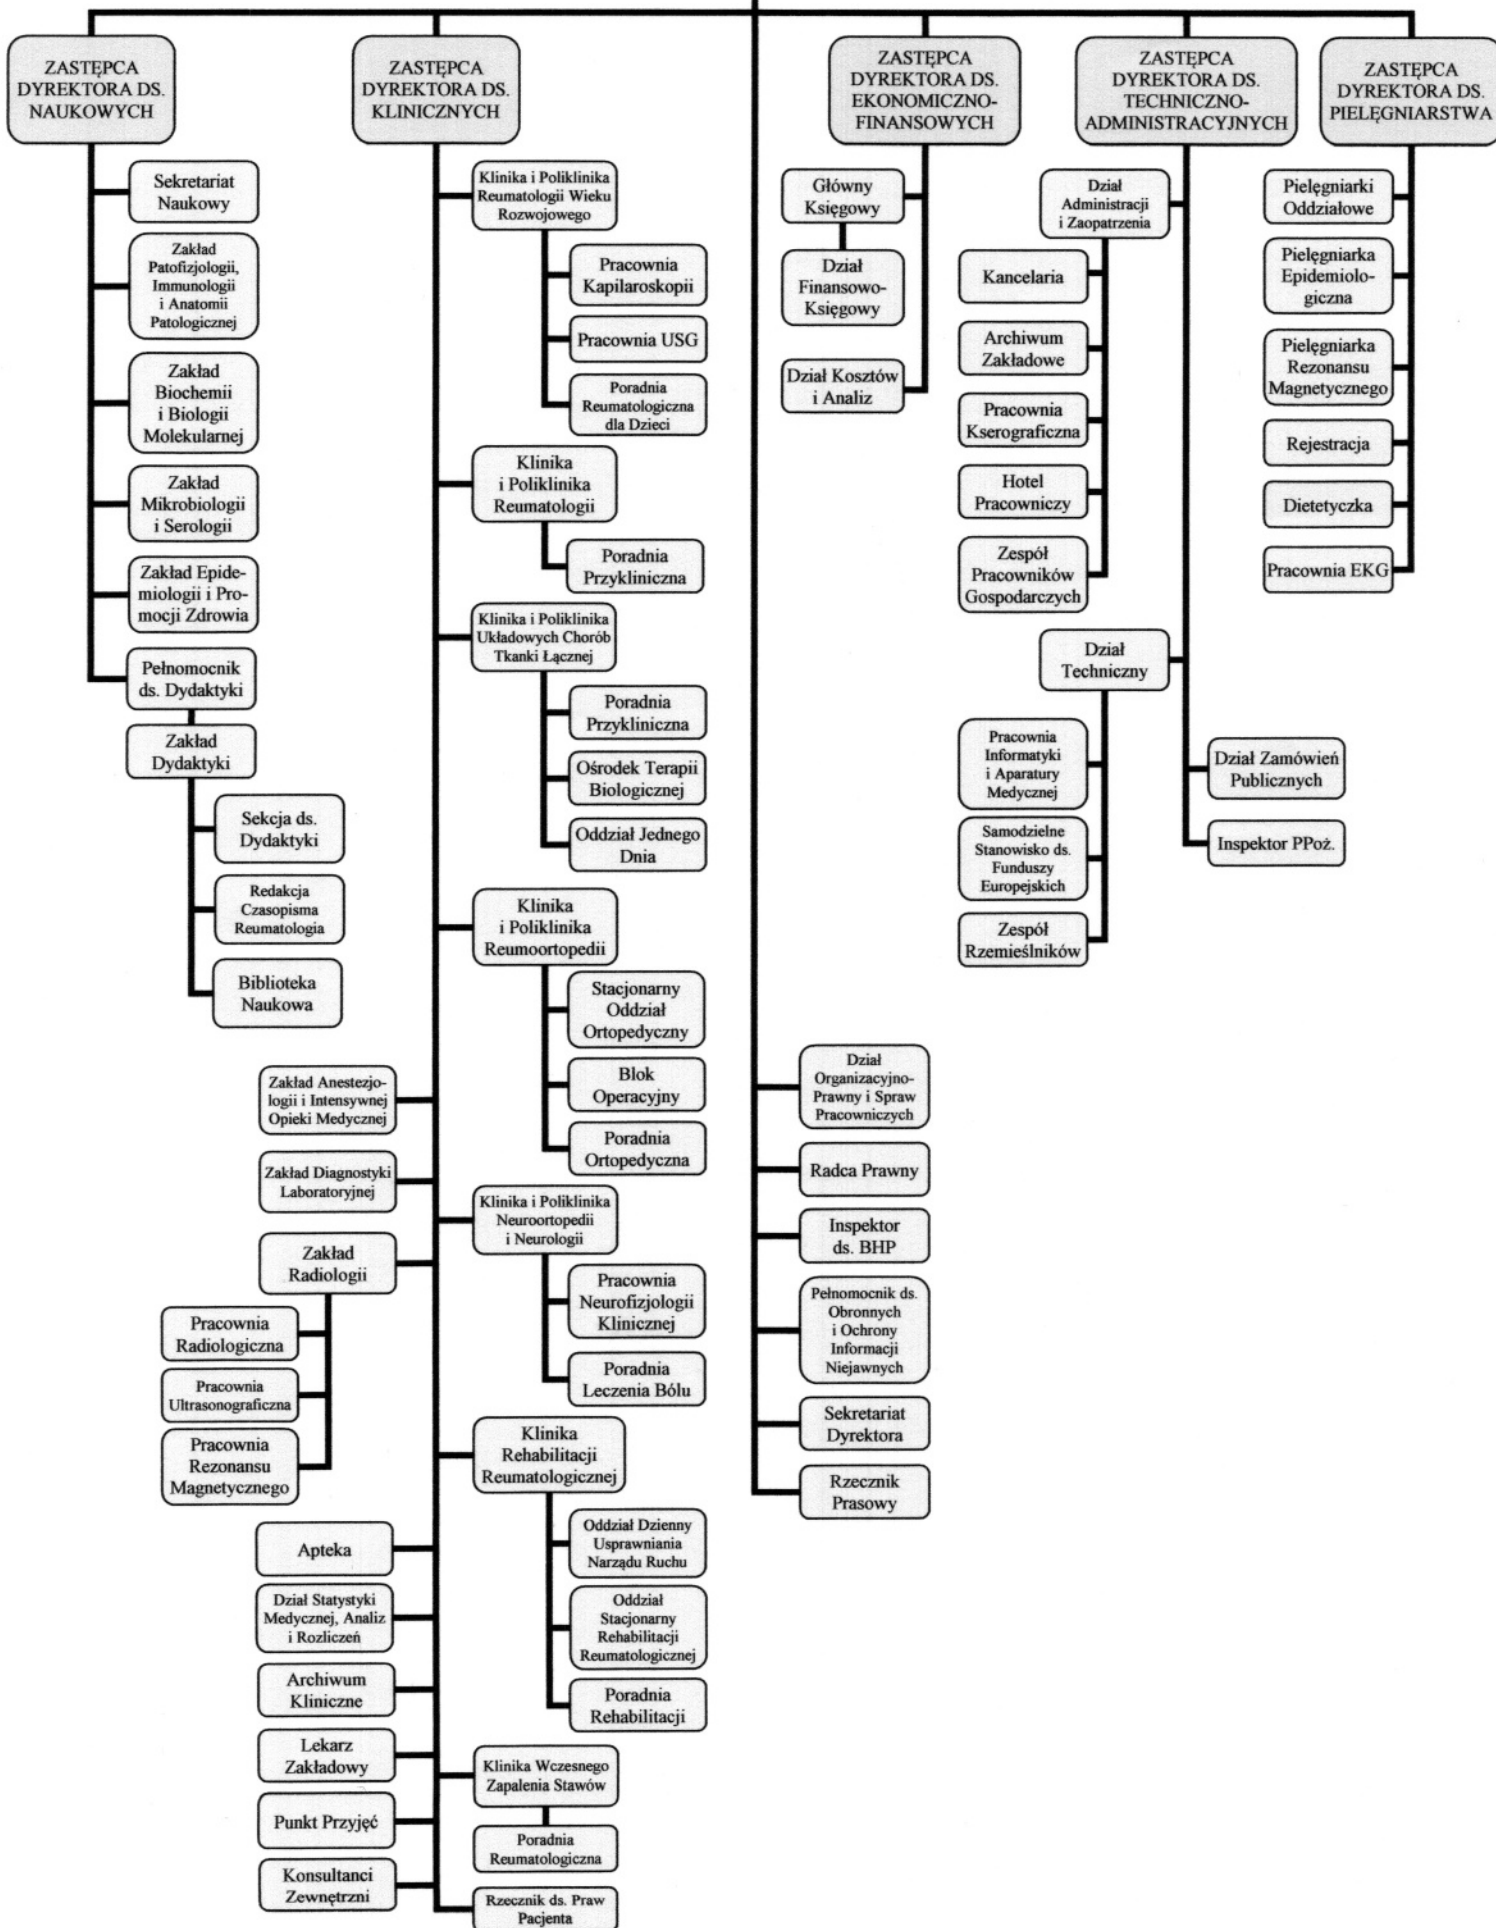 ZASTĘPCA
DYREKTORA DS.
NAUKOWYCH
ZASTĘPCA
DYREKTORA DS.
KLINICZNYCH
ZASTĘPCA
DYREKTORA DS.
EKONOMICZNO-
FINANSOWYCH
ZASTĘPCA
DYREKTORA DS.
TECHNICZNO-
ADMINISTRACYJNYCH
ZASTĘPCA
DYREKTORA DS.
PIELĘGNIARSTWA
Sekretariat
Naukowy
Zakład
Patofizjologii,
Immunologii
i Anatomii
Patologicznej
Zakład
Biochemii
i Biologii
Molekularnej
Zakład
Mikrobiologii
i Serologii
Zakład Epide-
miologii i Pro-
mocji Zdrowia
Pełnomocnik
ds. Dydaktyki
Zakład
Dydaktyki
Sekcja ds.
Dydaktyki
Redakcja
Czasopisma
Reumatologia
Biblioteka
Naukowa
Zakład Anestezjo-
logii i Intensywnej
Opieki Medycznej
Zakład Diagnostyki
Laboratoryjnej
Zakład
Radiologii
Pracownia
Radiologiczna
Pracownia
Ultrasonograficzna
Pracownia
Rezonansu
Magnetycznego
Apteka
Dział Statystyki
Medycznej, Analiz
i Rozliczeń
Archiwum
Kliniczne
Lekarz
Zakładowy
Punkt Przyjęć
Konsultanci
Zewnętrzni
Klinika i Poliklinika
Reumatologii Wieku
Rozwojowego
Pracownia
Kapilaroskopii
Pracownia USG
Poradnia
Reumatologiczna
dla Dzieci
Klinika
i Poliklinika
Reumatologii
Poradnia
Przykliniczna
Klinika i Poliklinika
Układowych Chorób
Tkanki Łącznej
Poradnia
Przykliniczna
Ośrodek Terapii
Biologicznej
Oddział Jednego
Dnia
Klinika
i Poliklinika
Reumoortopedii
Stacjonarny
Oddział
Ortopedyczny
Blok
Operacyjny
Poradnia
Ortopedyczna
Klinika i Poliklinika
Neuroortopedii
i Neurologii
Pracownia
Neurofizjologii
Klinicznej
Poradnia
Leczenia Bólu
Klinika
Rehabilitacji
Reumatologicznej
Oddział Dzienny
Usprawniania
Narządu Ruchu
Oddział
Stacjonarny
Rehabilitacji
Reumatologicznej
Poradnia
Rehabilitacji
Klinika Wczesnego
Zapalenia Stawów
Poradnia
Reumatologiczna
Rzecznik ds. Praw
Pacjenta
Główny
Księgowy
Dział
Finansowo-
Księgowy
Dział Kosztów
i Analiz
Dział
Administracji
i Zaopatrzenia
Kancelaria
Archiwum
Zakładowe
Pracownia
Kserograficzna
Hotel
Pracowniczy
Zespół
Pracowników
Gospodarczych
Dział
Techniczny
Pracownia
Informatyki
i Aparatury
Medycznej
Samodzielne
Stanowisko ds.
Funduszy
Europejskich
Zespół
Rzemieślników
Dział Zamówień
Publicznych
Inspektor PPoż.
Pielęgniarki
Oddziałowe
Pielęgniarka
Epidemiolo-
giczna
Pielęgniarka
Rezonansu
Magnetycznego
Rejestracja
Dietetyczka
Pracownia EKG
Dział
Organizacyjno-
Prawny i Spraw
Pracowniczych
Radca Prawny
Inspektor
ds. BHP
Pełnomocnik ds.
Obronnych
i Ochrony
Informacji
Niejawnych
Sekretariat
Dyrektora
Rzecznik
Prasowy